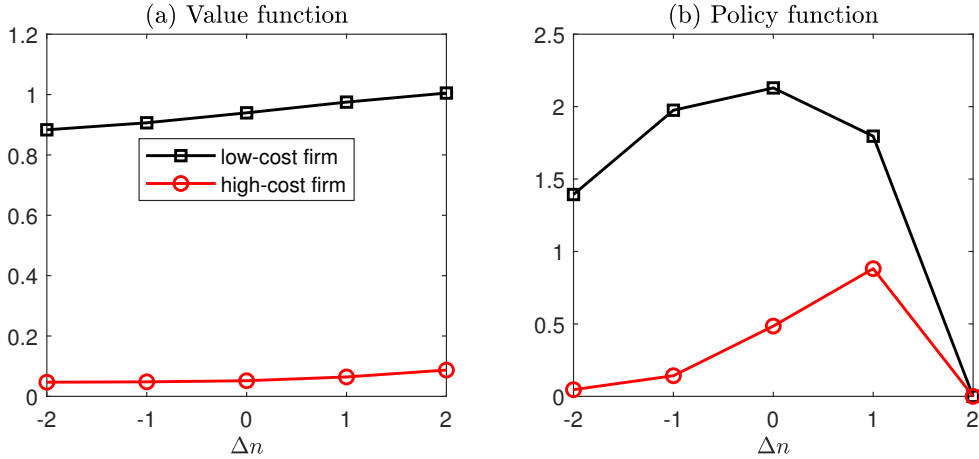 (a) Value function
1.2
1
0.8
0.6
0.4
0.2
0
-2 -1 0 1 2
Δn
low-cost firm
high-cost firm
(b) Policy function
2.5
2
1.5
1
0.5
0
-2 -1 0 1 2
Δn